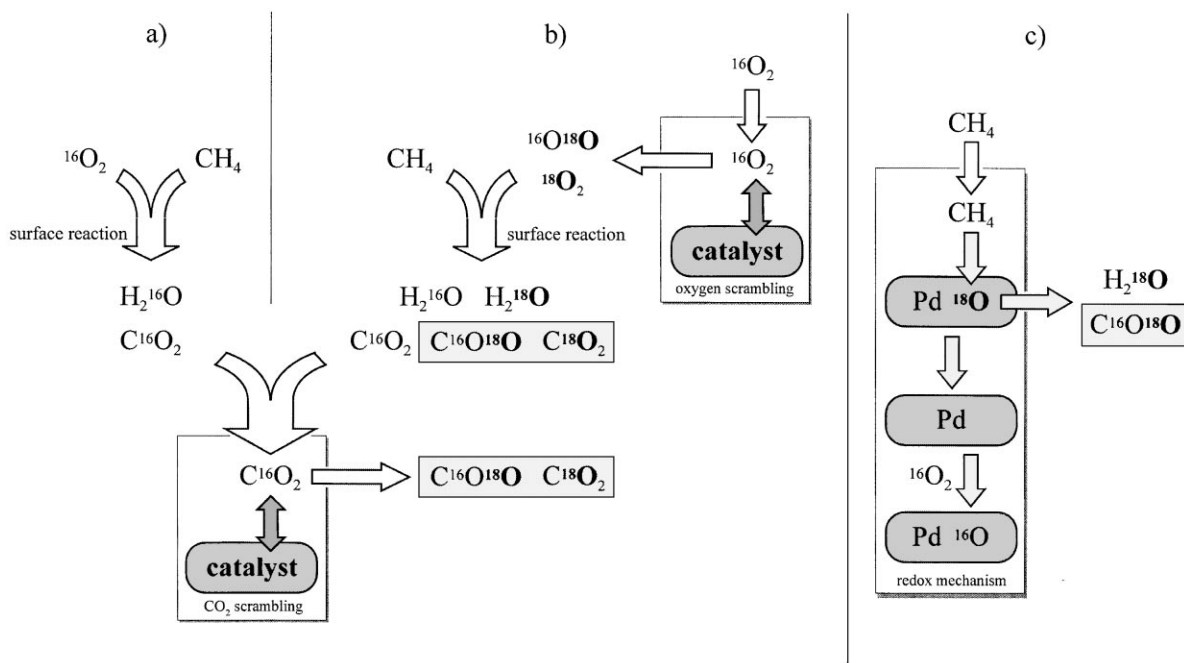 a)
¹⁶O₂
CH₄
surface reaction
H₂¹⁶O
C¹⁶O₂
b)
¹⁶O₂
¹⁶O¹⁸O
¹⁶O₂
CH₄
¹⁸O₂
surface reaction
catalyst
oxygen scrambling
H₂¹⁶O H₂¹⁸O
C¹⁶O₂ C¹⁶O¹⁸O C¹⁸O₂
C¹⁶O₂
C¹⁶O¹⁸O C¹⁸O₂
catalyst
CO₂ scrambling
c)
CH₄
CH₄
Pd ¹⁸O
H₂¹⁸O
C¹⁶O¹⁸O
Pd
¹⁶O₂
Pd ¹⁶O
redox mechanism